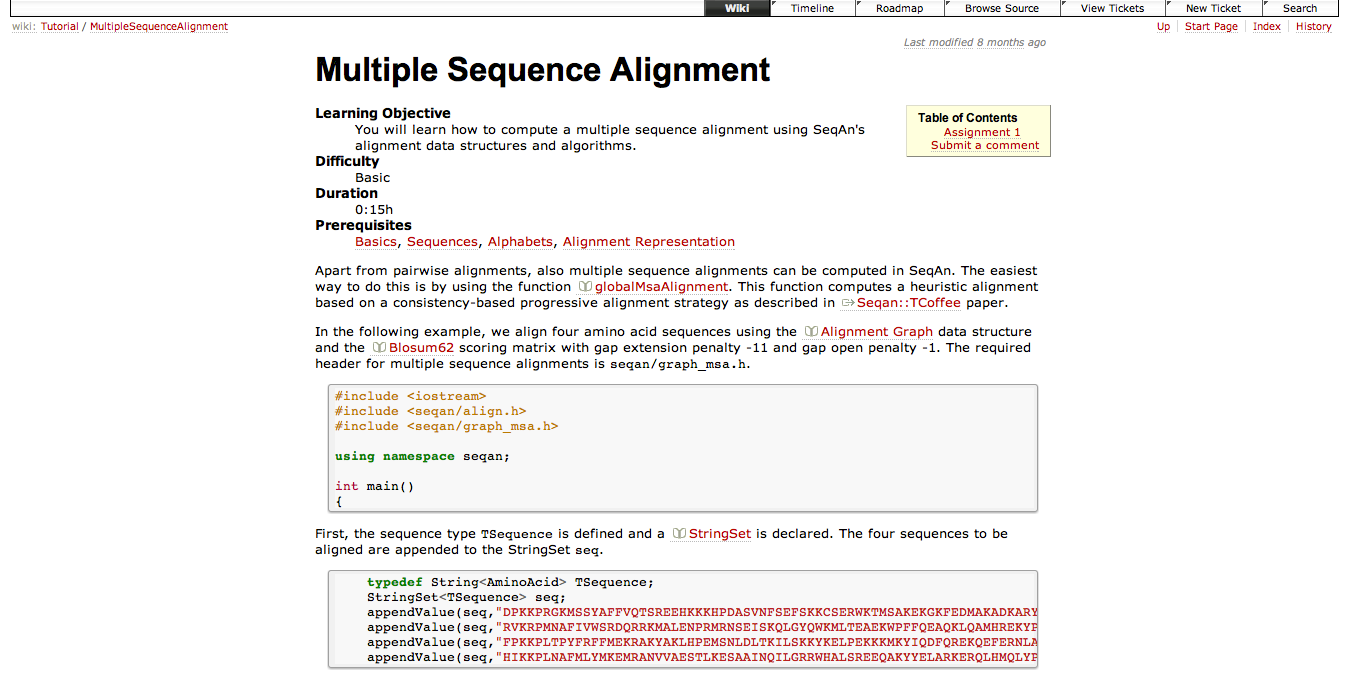 Wiki Timeline Roadmap Browse Source View Tickets New Ticket Search
wiki: Tutorial / MultipleSequenceAlignment Up Start Page Index History
Last modified 8 months ago
Multiple Sequence Alignment
Table of Contents
Assignment 1
Submit a comment
Learning Objective
You will learn how to compute a multiple sequence alignment using SeqAn's
alignment data structures and algorithms.
Difficulty
Basic
Duration
0:15h
Prerequisites
Basics, Sequences, Alphabets, Alignment Representation
Apart from pairwise alignments, also multiple sequence alignments can be computed in SeqAn. The easiest
way to do this is by using the function globalMsaAlignment. This function computes a heuristic alignment
based on a consistency-based progressive alignment strategy as described in Seqan::TCoffee paper.
In the following example, we align four amino acid sequences using the Alignment Graph data structure
and the Blosum62 scoring matrix with gap extension penalty -11 and gap open penalty -1. The required
header for multiple sequence alignments is seqan/graph_msa.h.
#include <iostream>
#include <seqan/align.h>
#include <seqan/graph_msa.h>
using namespace seqan;
int main()
{
First, the sequence type TSequence is defined and a StringSet is declared. The four sequences to be
aligned are appended to the StringSet seq.
typedef String<AminoAcid> TSequence;
StringSet<TSequence> seq;
appendValue(seq,"DPKKPRGKMSSYAFFVQTSREEHKKKHPDASVNFSEFSKKCSERWKTMSAKEKGKFEDMAKADKARY
appendValue(seq,"RVKRPMNAFIVWSRDQRRKMALENPRMRNSEISKQLGYQWKMLTEAEKWPFFQEAQKLQAMHREKYP
appendValue(seq,"FPKKPLTPYFRFFMEKRAKYAKLHPEMSNLDLTKILSKKYKELPEKKKMKYIQDFQREKQEFERNLA
appendValue(seq,"HIKKPLNAFMLYMKEMRANVVAESTLKESAAINQILGRRWHALSREEQAKYYELARKERQLHMQLYP